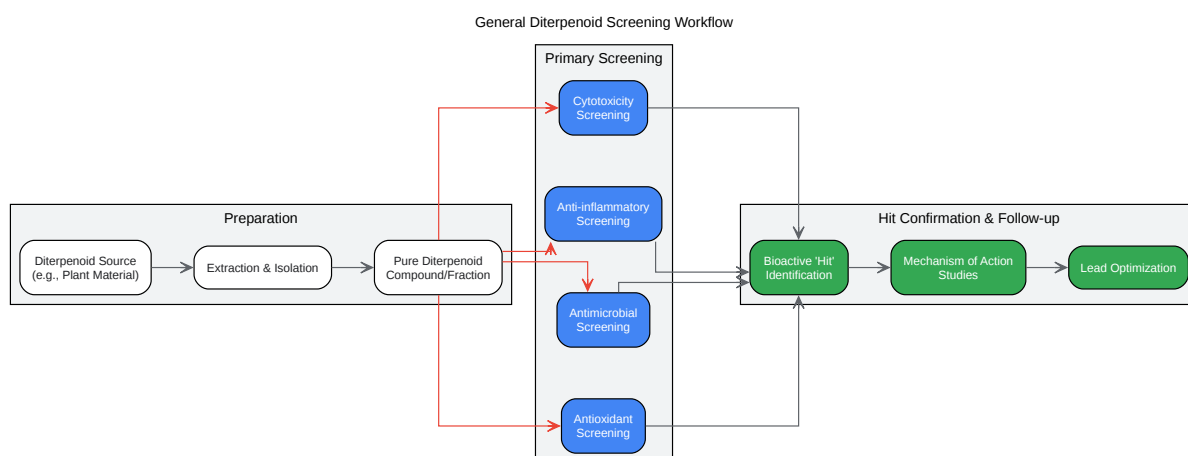 General Diterpenoid Screening Workflow
Primary Screening
Cytotoxicity
Screening
Anti-inflammatory
Screening
Antimicrobial
Screening
Antioxidant
Screening
Preparation
Diterpenoid Source
(e.g., Plant Material)
Extraction & Isolation
Pure Diterpenoid
Compound/Fraction
Hit Confirmation & Follow-up
Bioactive 'Hit'
Identification
Mechanism of Action
Studies
Lead Optimization